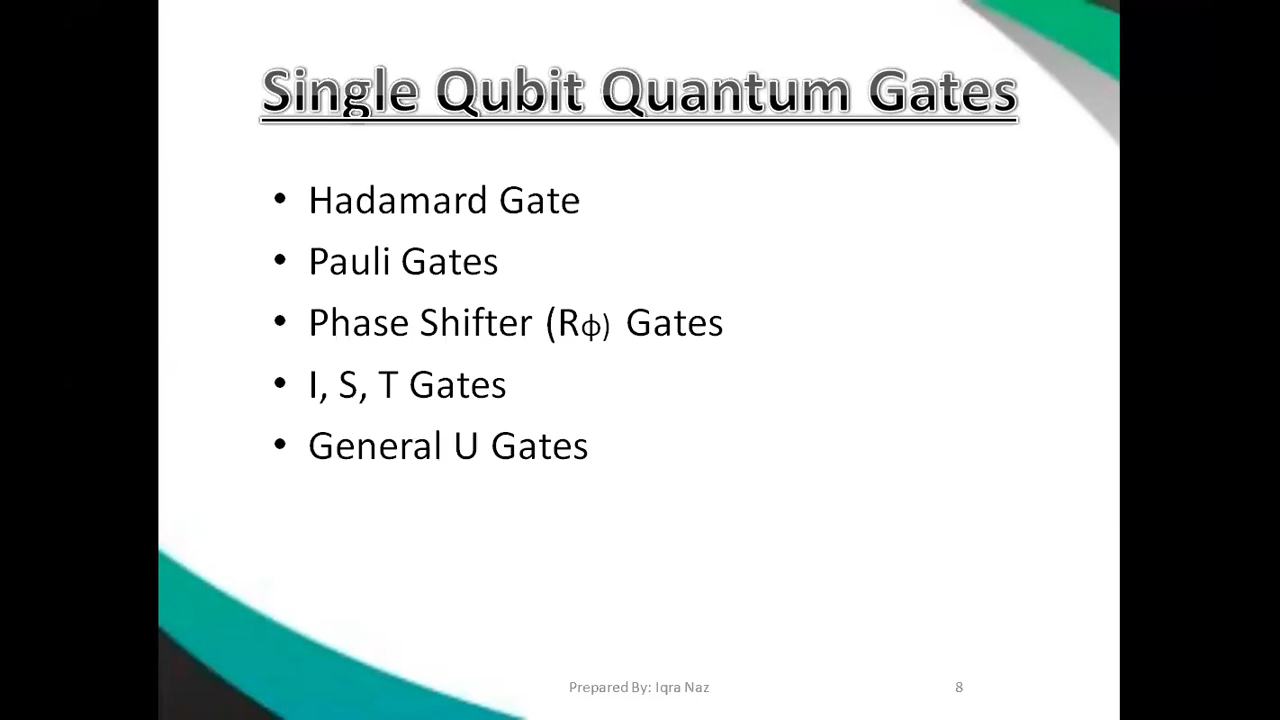 Single Qubit Quantum Gates
• Hadamard Gate
• Pauli Gates
• Phase Shifter (Rϕ) Gates
• I, S, T Gates
• General U Gates
Prepared By: Iqra Naz
8